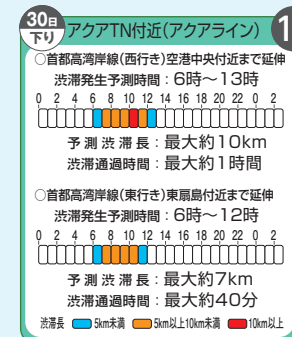 30日
下り
アクアTN付近(アクアライン)
1
○首都高湾岸線(西行き)空港中央付近まで延伸
渋滞発生予測時間：6時～13時
0 2 4 6 8 10 12 14 16 18 20 22 0 2
予測渋滞長：最大約10km
渋滞通過時間：最大約1時間
○首都高湾岸線(東行き)東扇島付近まで延伸
渋滞発生予測時間：6時～12時
0 2 4 6 8 10 12 14 16 18 20 22 0 2
予測渋滞長：最大約7km
渋滞通過時間：最大約40分
渋滞長 5km未満 5km以上10km未満 10km以上